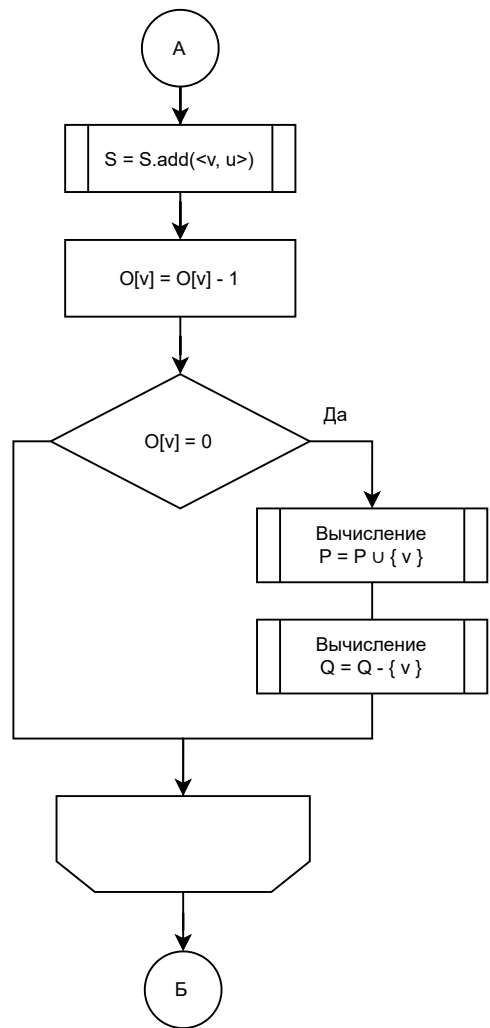 А
S = S.add(<v, u>)
O[v] = O[v] - 1
O[v] = 0
Да
Вычисление
P = P ∪ { v }
Вычисление
Q = Q - { v }
Б